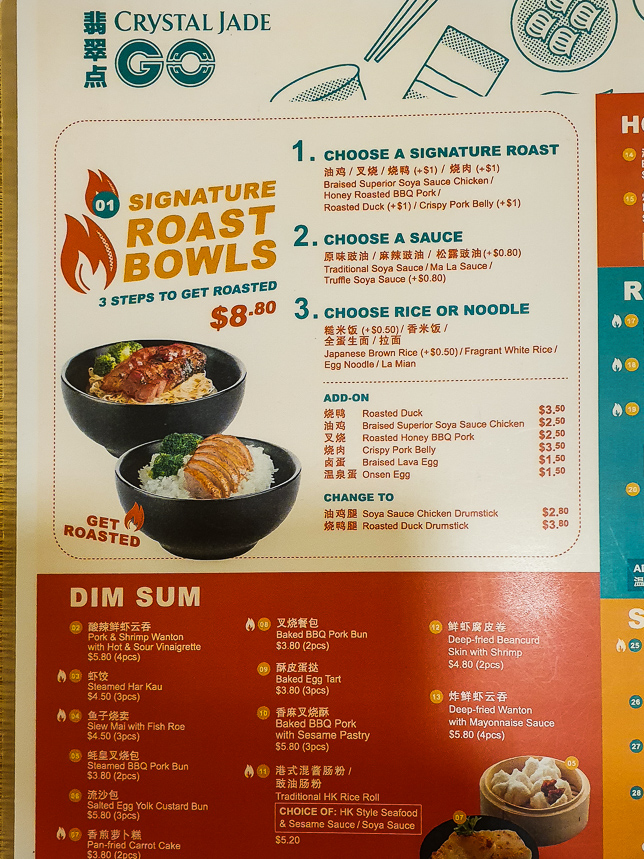 翡翠点
CRYSTAL JADE
GO
01
SIGNATURE
ROAST
BOWLS
3 STEPS TO GET ROASTED
$8.80
GET
ROASTED
1. CHOOSE A SIGNATURE ROAST
油鸡 / 叉烧 / 烧鸭 (+$1) / 烧肉 (+$1)
Braised Superior Soya Sauce Chicken /
Honey Roasted BBQ Pork /
Roasted Duck (+$1) / Crispy Pork Belly (+$1)
2. CHOOSE A SAUCE
原味豉油 / 麻辣豉油 / 松露豉油(+$0.80)
Traditional Soya Sauce / Ma La Sauce /
Truffle Soya Sauce (+$0.80)
3. CHOOSE RICE OR NOODLE
糙米饭 (+$0.50) / 香米饭 /
全蛋生面 / 拉面
Japanese Brown Rice (+$0.50) / Fragrant White Rice /
Egg Noodle / La Mian
ADD-ON
烧鸭 Roasted Duck $3.50
油鸡 Braised Superior Soya Sauce Chicken $2.50
叉烧 Roasted Honey BBQ Pork $2.50
烧肉 Crispy Pork Belly $3.50
卤蛋 Braised Lava Egg $1.50
温泉蛋 Onsen Egg $1.50
CHANGE TO
油鸡腿 Soya Sauce Chicken Drumstick $2.80
烧鸭腿 Roasted Duck Drumstick $3.80
DIM SUM
02 酸辣鲜虾云吞
Pork & Shrimp Wanton
with Hot & Sour Vinaigrette
$5.80 (4pcs)
03 虾饺
Steamed Har Kau
$4.50 (3pcs)
04 鱼子烧卖
Siew Mai with Fish Roe
$4.50 (3pcs)
05 蚝皇叉烧包
Steamed BBQ Pork Bun
$3.80 (2pcs)
06 流沙包
Salted Egg Yolk Custard Bun
$5.80 (3pcs)
07 香煎萝卜糕
Pan-fried Carrot Cake
$3.80 (2pcs)
08 叉烧餐包
Baked BBQ Pork Bun
$3.80 (2pcs)
09 酥皮蛋挞
Baked Egg Tart
$3.80 (3pcs)
10 香麻叉烧酥
Baked BBQ Pork
with Sesame Pastry
$5.80 (3pcs)
11 港式混酱肠粉 /
豉油肠粉
Traditional HK Rice Roll
CHOICE OF: HK Style Seafood
& Sesame Sauce / Soya Sauce
$5.20
12 鲜虾腐皮卷
Deep-fried Beancurd
Skin with Shrimp
$4.80 (2pcs)
13 炸鲜虾云吞
Deep-fried Wanton
with Mayonnaise Sauce
$5.80 (4pcs)
05
07
14
15
R
17
18
19
20
S
25
26
27
28